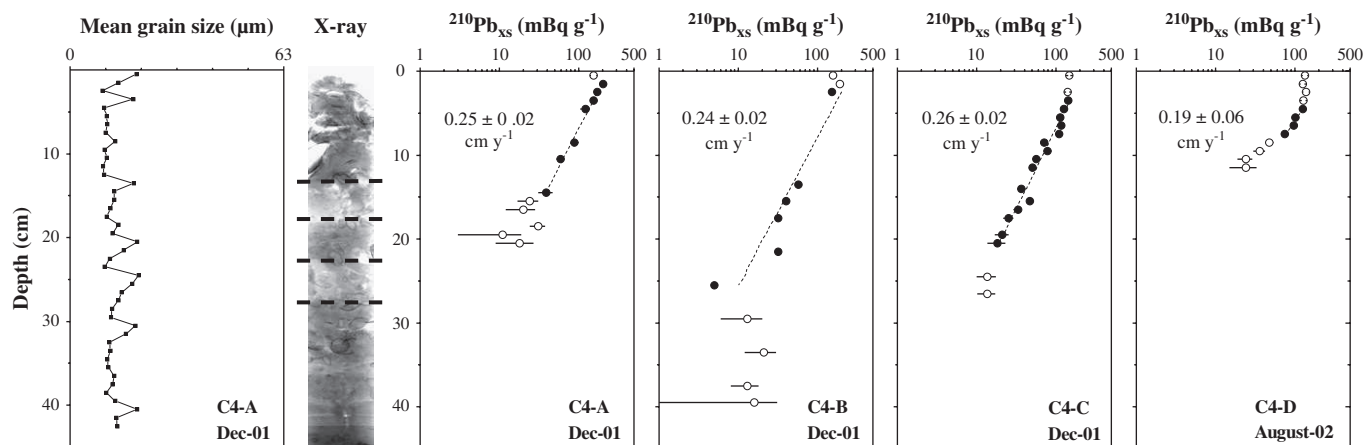 Mean grain size (µm)
0 63
X-ray
²¹⁰Pbₓₛ (mBq g⁻¹)
1 10 100 500
²¹⁰Pbₓₛ (mBq g⁻¹)
1 10 100 500
²¹⁰Pbₓₛ (mBq g⁻¹)
1 10 100 500
²¹⁰Pbₓₛ (mBq g⁻¹)
1 10 100 500
Depth (cm)
10
20
30
40
0
10
20
30
40
0.25 ± 0.02
cm y⁻¹
0.24 ± 0.02
cm y⁻¹
0.26 ± 0.02
cm y⁻¹
0.19 ± 0.06
cm y⁻¹
C4-A
Dec-01
C4-A
Dec-01
C4-B
Dec-01
C4-C
Dec-01
C4-D
August-02